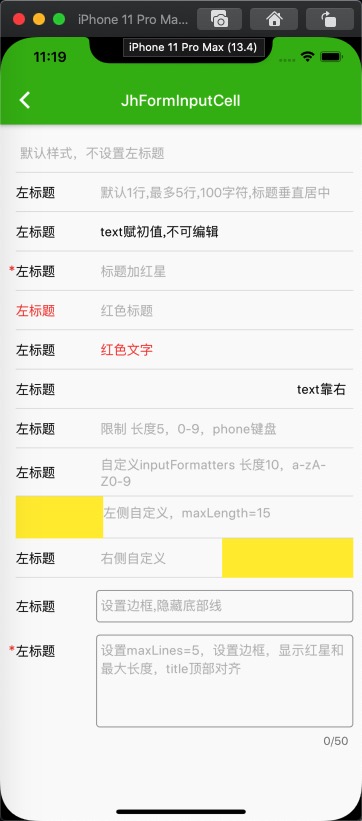 iPhone 11 Pro Ma...
iPhone 11 Pro Max (13.4)
11:19
JhFormInputCell
默认样式，不设置左标题
左标题 默认1行,最多5行,100字符,标题垂直居中
左标题 text赋初值,不可编辑
*左标题 标题加红星
左标题 红色标题
左标题 红色文字
左标题 text靠右
左标题 限制 长度5，0-9，phone键盘
左标题 自定义inputFormatters 长度10，a-zA-
Z0-9
左侧自定义，maxLength=15
左标题 右侧自定义
左标题 设置边框,隐藏底部线
*左标题 设置maxLines=5，设置边框，显示红星和
最大长度，title顶部对齐
0/50